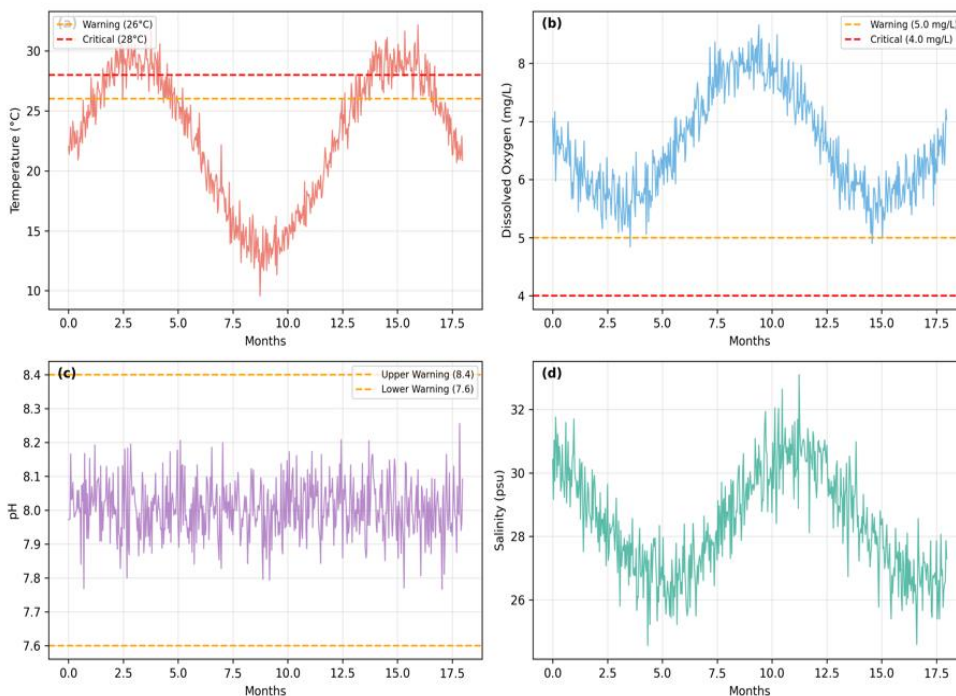 (a)
Warning (26°C)
Critical (28°C)
30
25
20
15
10
Temperature (°C)
0.0 2.5 5.0 7.5 10.0 12.5 15.0 17.5
Months
(b)
Warning (5.0 mg/L)
Critical (4.0 mg/L)
8
7
6
5
4
Dissolved Oxygen (mg/L)
0.0 2.5 5.0 7.5 10.0 12.5 15.0 17.5
Months
(c)
Upper Warning (8.4)
Lower Warning (7.6)
8.4
8.3
8.2
8.1
8.0
7.9
7.8
7.7
7.6
pH
0.0 2.5 5.0 7.5 10.0 12.5 15.0 17.5
Months
(d)
32
30
28
26
Salinity (psu)
0.0 2.5 5.0 7.5 10.0 12.5 15.0 17.5
Months